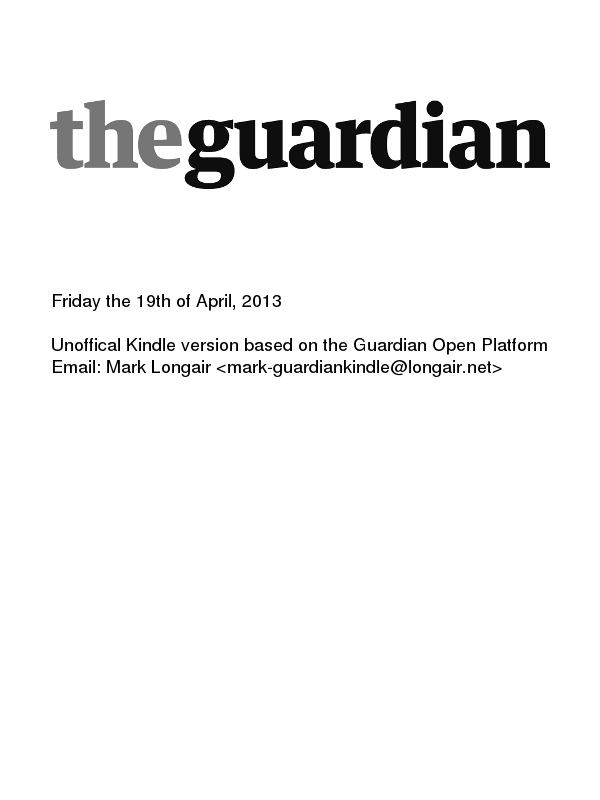 theguardian
Friday the 19th of April, 2013
Unoffical Kindle version based on the Guardian Open Platform
Email: Mark Longair <mark-guardiankindle@longair.net>